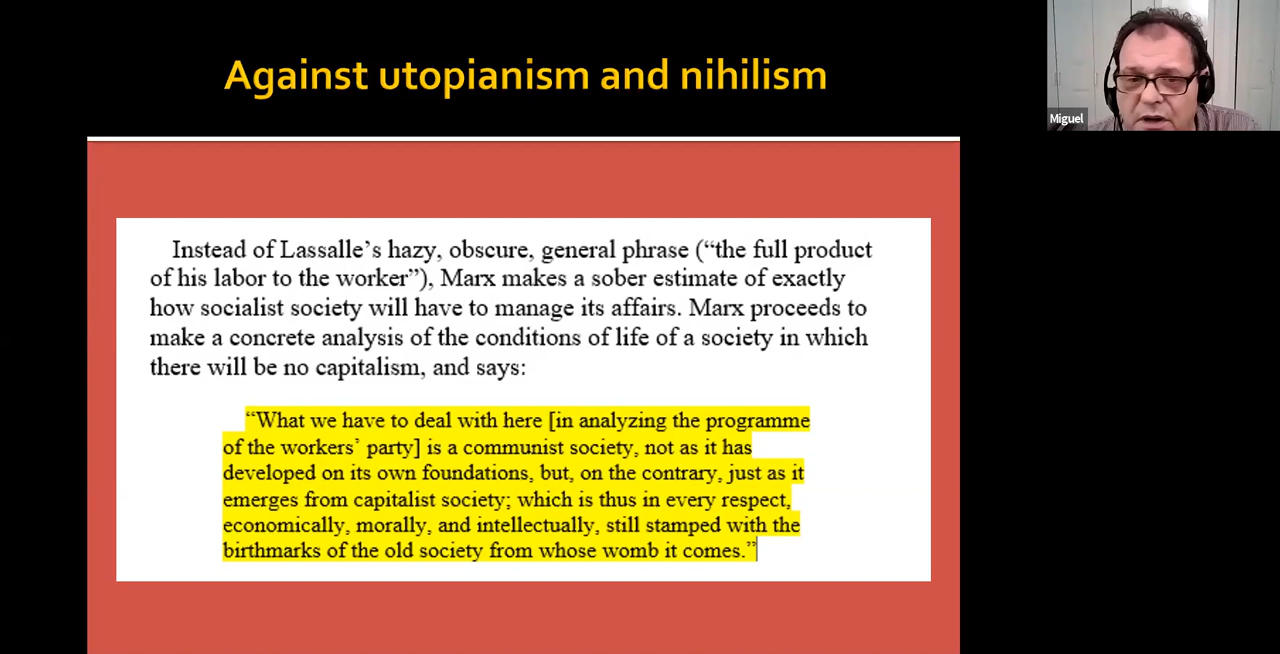 Against utopianism and nihilism
Miguel
Instead of Lassalle’s hazy, obscure, general phrase (“the full product
of his labor to the worker”), Marx makes a sober estimate of exactly
how socialist society will have to manage its affairs. Marx proceeds to
make a concrete analysis of the conditions of life of a society in which
there will be no capitalism, and says:
“What we have to deal with here [in analyzing the programme
of the workers’ party] is a communist society, not as it has
developed on its own foundations, but, on the contrary, just as it
emerges from capitalist society; which is thus in every respect,
economically, morally, and intellectually, still stamped with the
birthmarks of the old society from whose womb it comes.”